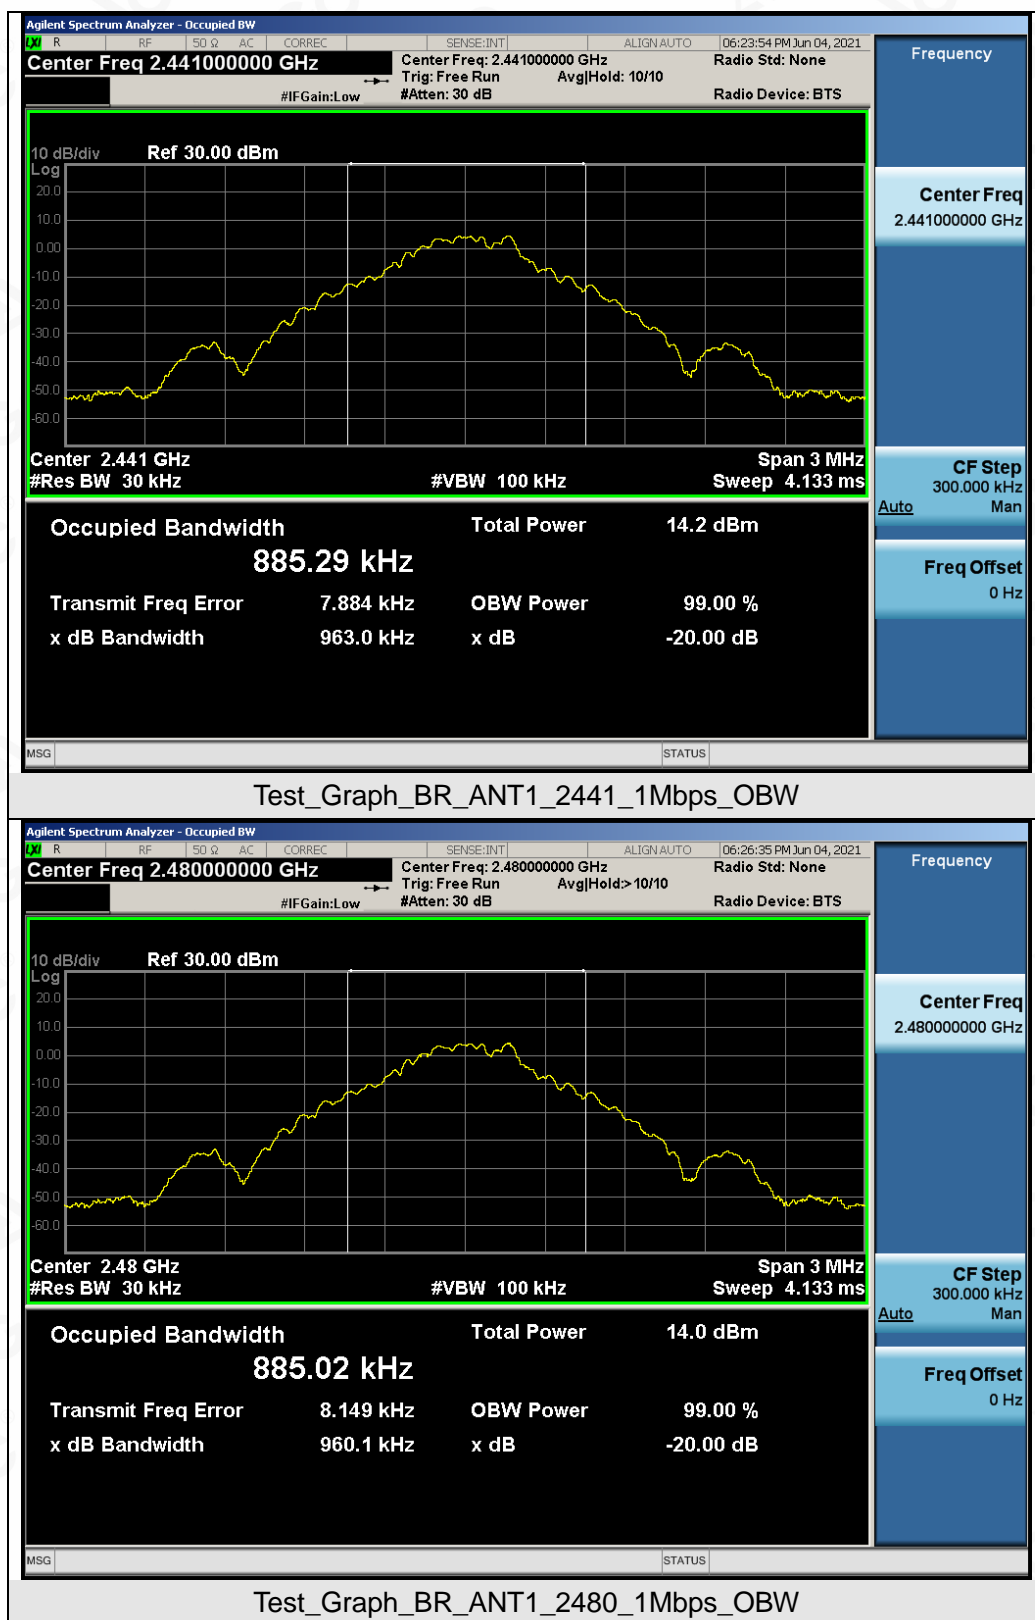 Agilent Spectrum Analyzer - Occupied BW
LXI R RF 50 Ω AC CORREC SENSE:INT ALIGN AUTO 06:23:54 PM Jun 04, 2021
Center Freq 2.441000000 GHz Center Freq: 2.441000000 GHz Radio Std: None
Trig: Free Run Avg|Hold: 10/10
#IFGain:Low #Atten: 30 dB Radio Device: BTS
Frequency
10 dB/div Ref 30.00 dBm
Log
20.0
10.0
0.00
-10.0
-20.0
-30.0
-40.0
-50.0
-60.0
Center 2.441 GHz Span 3 MHz
#Res BW 30 kHz #VBW 100 kHz Sweep 4.133 ms
Center Freq
2.441000000 GHz
CF Step
300.000 kHz
Auto Man
Freq Offset
0 Hz
Occupied Bandwidth Total Power 14.2 dBm
885.29 kHz
Transmit Freq Error 7.884 kHz OBW Power 99.00 %
x dB Bandwidth 963.0 kHz x dB -20.00 dB
MSG STATUS
Test_Graph_BR_ANT1_2441_1Mbps_OBW
Agilent Spectrum Analyzer - Occupied BW
LXI R RF 50 Ω AC CORREC SENSE:INT ALIGN AUTO 06:26:35 PM Jun 04, 2021
Center Freq 2.480000000 GHz Center Freq: 2.480000000 GHz Radio Std: None
Trig: Free Run Avg|Hold:> 10/10
#IFGain:Low #Atten: 30 dB Radio Device: BTS
Frequency
10 dB/div Ref 30.00 dBm
Log
20.0
10.0
0.00
-10.0
-20.0
-30.0
-40.0
-50.0
-60.0
Center 2.48 GHz Span 3 MHz
#Res BW 30 kHz #VBW 100 kHz Sweep 4.133 ms
Center Freq
2.480000000 GHz
CF Step
300.000 kHz
Auto Man
Freq Offset
0 Hz
Occupied Bandwidth Total Power 14.0 dBm
885.02 kHz
Transmit Freq Error 8.149 kHz OBW Power 99.00 %
x dB Bandwidth 960.1 kHz x dB -20.00 dB
MSG STATUS
Test_Graph_BR_ANT1_2480_1Mbps_OBW